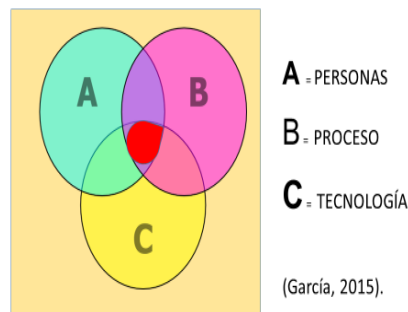 A
B
C
A = PERSONAS
B = PROCESO
C = TECNOLOGÍA
(García, 2015).